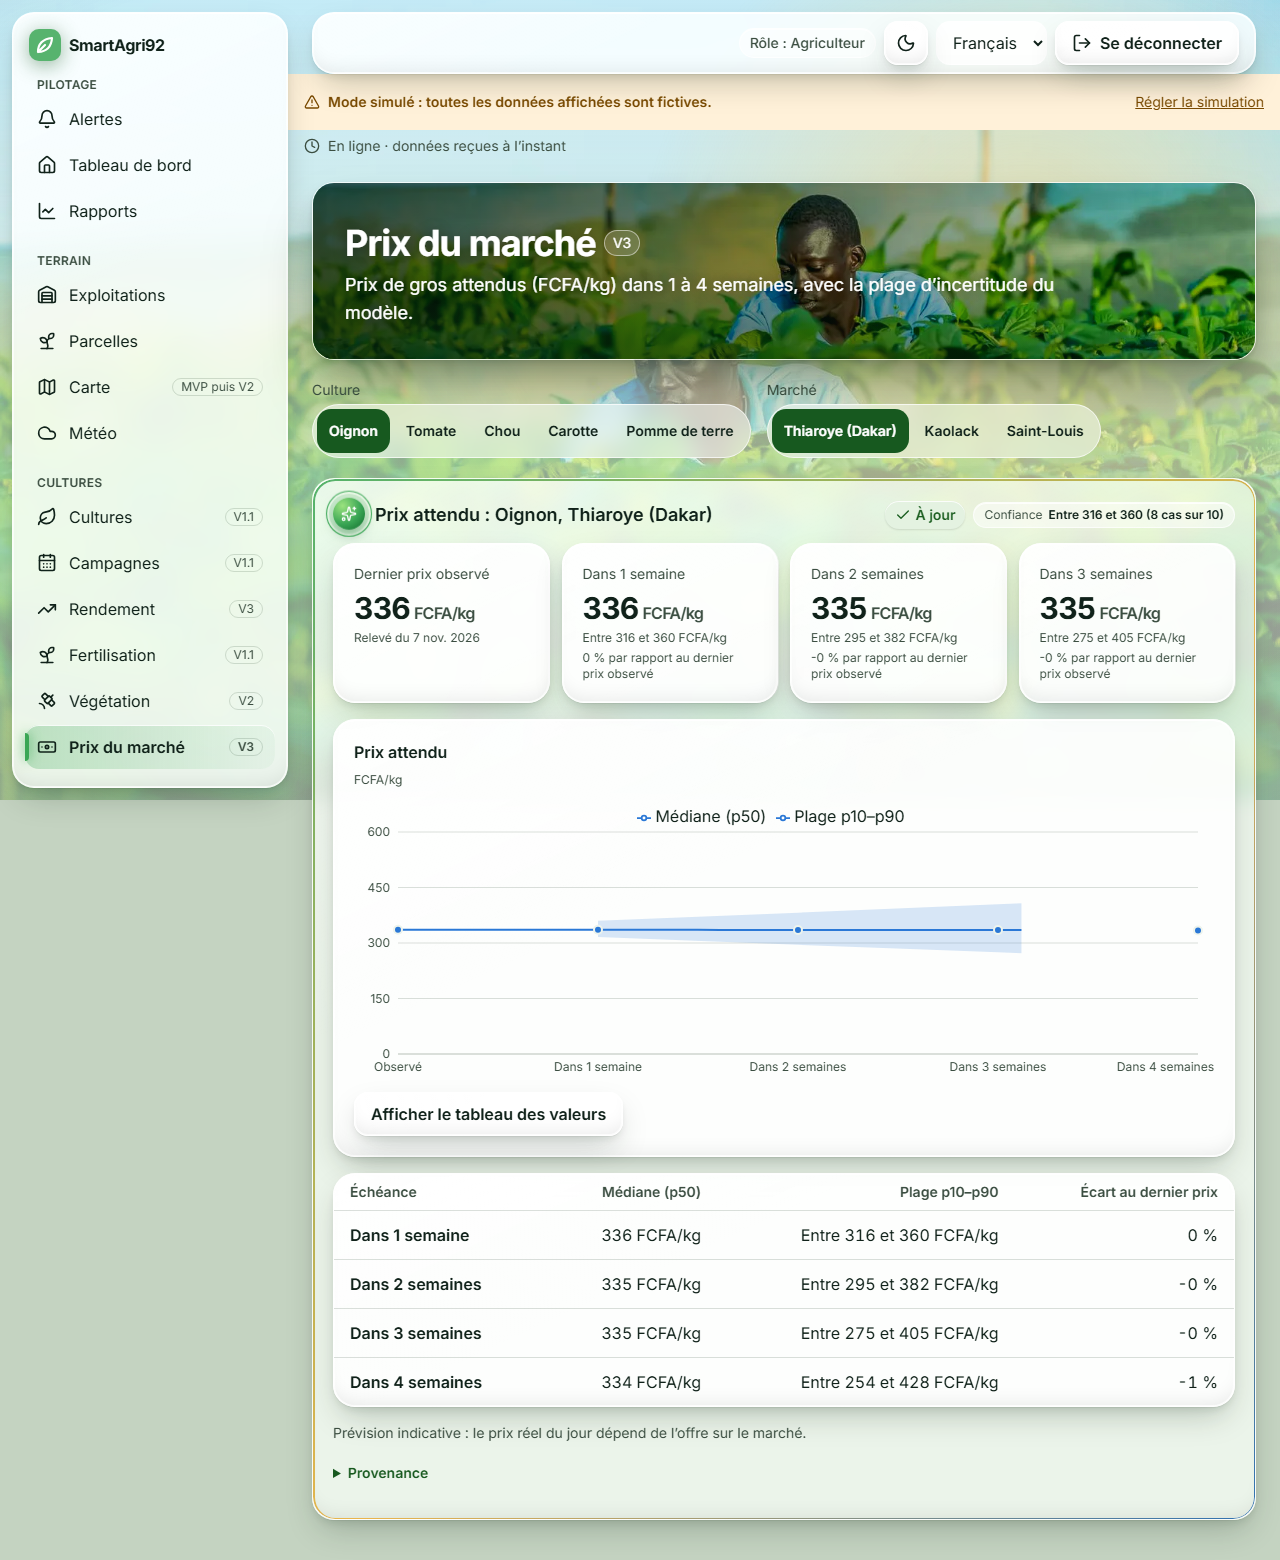 SmartAgri92
PILOTAGE
Alertes
Tableau de bord
Rapports
TERRAIN
Exploitations
Parcelles
Carte MVP puis V2
Météo
CULTURES
Cultures V1.1
Campagnes V1.1
Rendement V3
Fertilisation V1.1
Végétation V2
Prix du marché V3
Rôle : Agriculteur
Français
Se déconnecter
Mode simulé : toutes les données affichées sont fictives.
Régler la simulation
En ligne · données reçues à l’instant
Prix du marché V3
Prix de gros attendus (FCFA/kg) dans 1 à 4 semaines, avec la plage d’incertitude du
modèle.
Culture
Oignon Tomate Chou Carotte Pomme de terre
Marché
Thiaroye (Dakar) Kaolack Saint-Louis
Prix attendu : Oignon, Thiaroye (Dakar)
À jour
Confiance Entre 316 et 360 (8 cas sur 10)
Dernier prix observé
336 FCFA/kg
Relevé du 7 nov. 2026
Dans 1 semaine
336 FCFA/kg
Entre 316 et 360 FCFA/kg
0 % par rapport au dernier
prix observé
Dans 2 semaines
335 FCFA/kg
Entre 295 et 382 FCFA/kg
-0 % par rapport au dernier
prix observé
Dans 3 semaines
335 FCFA/kg
Entre 275 et 405 FCFA/kg
-0 % par rapport au dernier
prix observé
Prix attendu
FCFA/kg
Médiane (p50) Plage p10–p90
600
450
300
150
0
Observé Dans 1 semaine Dans 2 semaines Dans 3 semaines Dans 4 semaines
Afficher le tableau des valeurs
Échéance Médiane (p50) Plage p10–p90 Écart au dernier prix
Dans 1 semaine 336 FCFA/kg Entre 316 et 360 FCFA/kg 0 %
Dans 2 semaines 335 FCFA/kg Entre 295 et 382 FCFA/kg -0 %
Dans 3 semaines 335 FCFA/kg Entre 275 et 405 FCFA/kg -0 %
Dans 4 semaines 334 FCFA/kg Entre 254 et 428 FCFA/kg -1 %
Prévision indicative : le prix réel du jour dépend de l’offre sur le marché.
Provenance